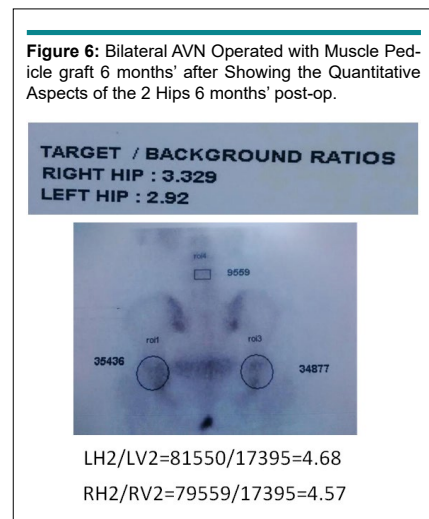 Figure 6: Bilateral AVN Operated with Muscle Ped-
icle graft 6 months’ after Showing the Quantitative
Aspects of the 2 Hips 6 months’ post-op.
TARGET / BACKGROUND RATIOS
RIGHT HIP : 3.329
LEFT HIP : 2.92
roi4
9559
roi1
roi3
35436
34877
LH2/LV2=81550/17395=4.68
RH2/RV2=79559/17395=4.57